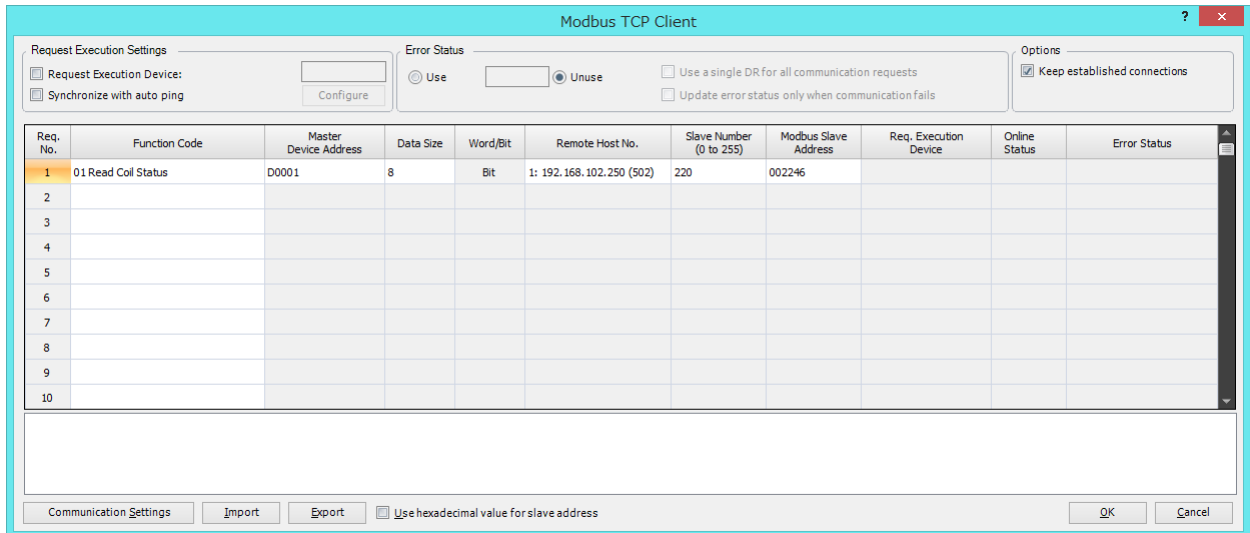 Modbus TCP Client
?
Request Execution Settings
Request Execution Device:
Synchronize with auto ping
Configure
Error Status
Use
Unuse
Use a single DR for all communication requests
Update error status only when communication fails
Options
Keep established connections
Req. No. Function Code Master Device Address Data Size Word/Bit Remote Host No. Slave Number (0 to 255) Modbus Slave Address Req. Execution Device Online Status Error Status
1 01 Read Coil Status D0001 8 Bit 1: 192.168.102.250 (502) 220 002246
2
3
4
5
6
7
8
9
10
Communication Settings Import Export Use hexadecimal value for slave address OK Cancel